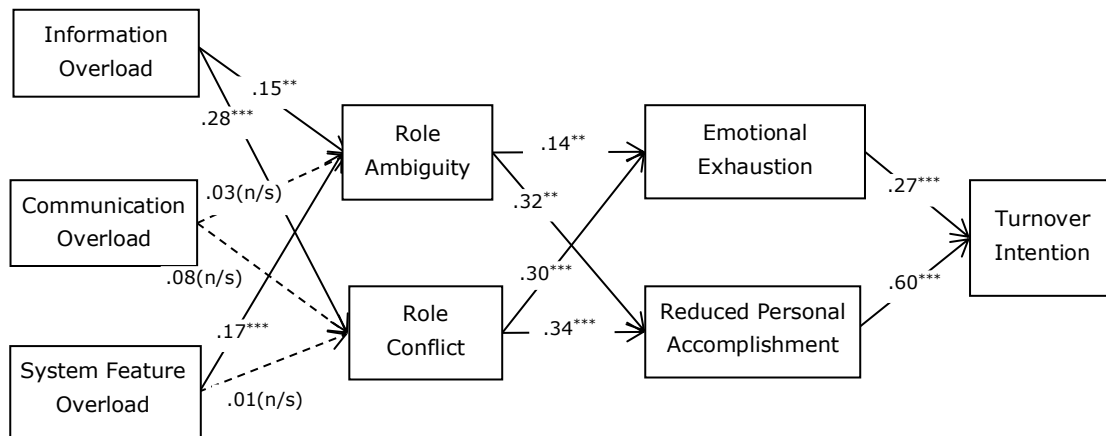 Information
Overload
.15**
.28***
Role
Ambiguity
.14**
Emotional
Exhaustion
.03(n/s)
.32**
.27***
Communication
Overload
Turnover
Intention
.08(n/s)
.30***
.60***
Role
Conflict
.34***
Reduced Personal
Accomplishment
.17***
System Feature
Overload
.01(n/s)